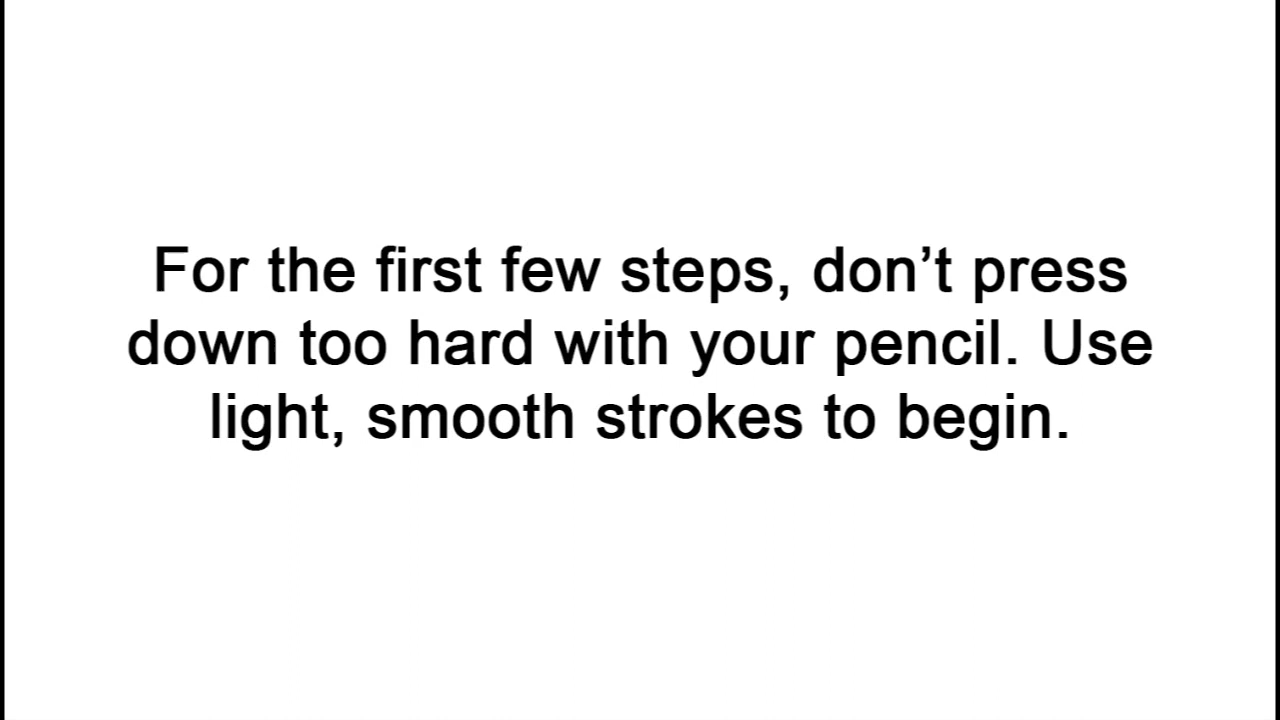 For the first few steps, don’t press
down too hard with your pencil. Use
light, smooth strokes to begin.